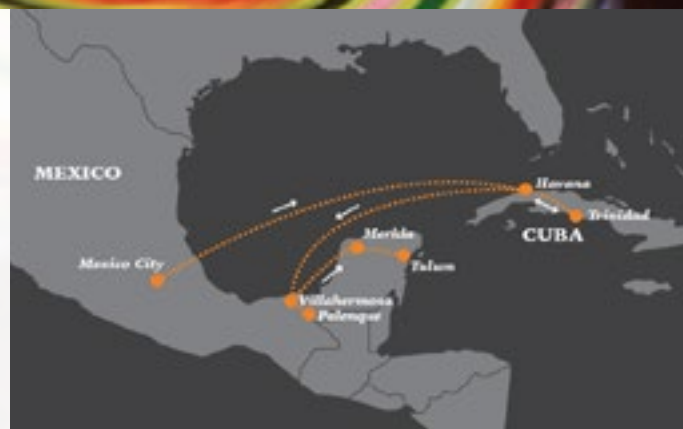 MEXICO
Havana
Trinidad
CUBA
Merida
Mexico City
Tulum
Villahermosa
Palenque